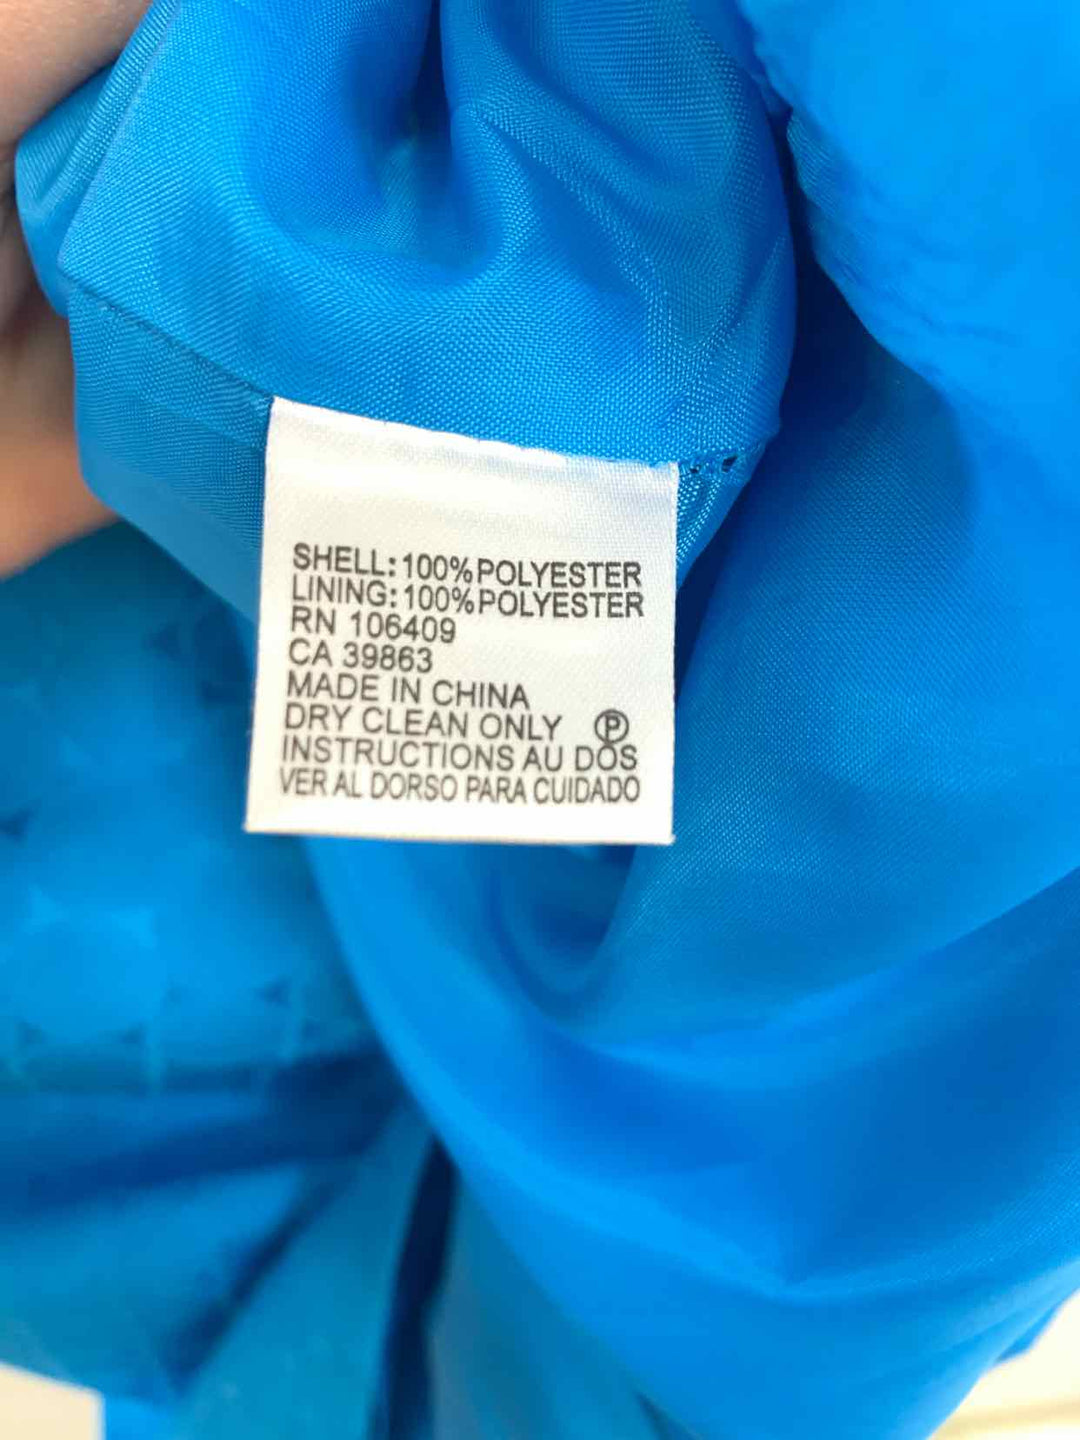 SHELL: 100%POLYESTER
LINING: 100%POLYESTER
RN 106409
CA 39863
MADE IN CHINA
DRY CLEAN ONLY Ⓟ
INSTRUCTIONS AU DOS
VER AL DORSO PARA CUIDADO